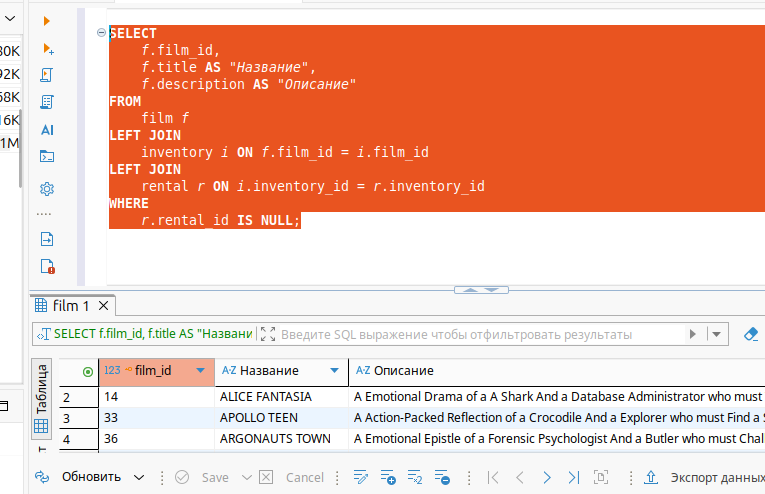 30K
92K
58K
16K
1M
AI
SELECT
f.film_id,
f.title AS "Название",
f.description AS "Описание"
FROM
film f
LEFT JOIN
inventory i ON f.film_id = i.film_id
LEFT JOIN
rental r ON i.inventory_id = r.inventory_id
WHERE
r.rental_id IS NULL;
film 1
SELECT f.film_id, f.title AS "Названи
Введите SQL выражение чтобы отфильтровать результаты
Таблица
123 film_id A-Z Название A-Z Описание
2 14 ALICE FANTASIA A Emotional Drama of a A Shark And a Database Administrator who must
3 33 APOLLO TEEN A Action-Packed Reflection of a Crocodile And a Explorer who must Find a S
4 36 ARGONAUTS TOWN A Emotional Epistle of a Forensic Psychologist And a Butler who must Chal
Обновить Save Cancel Экспорт данных